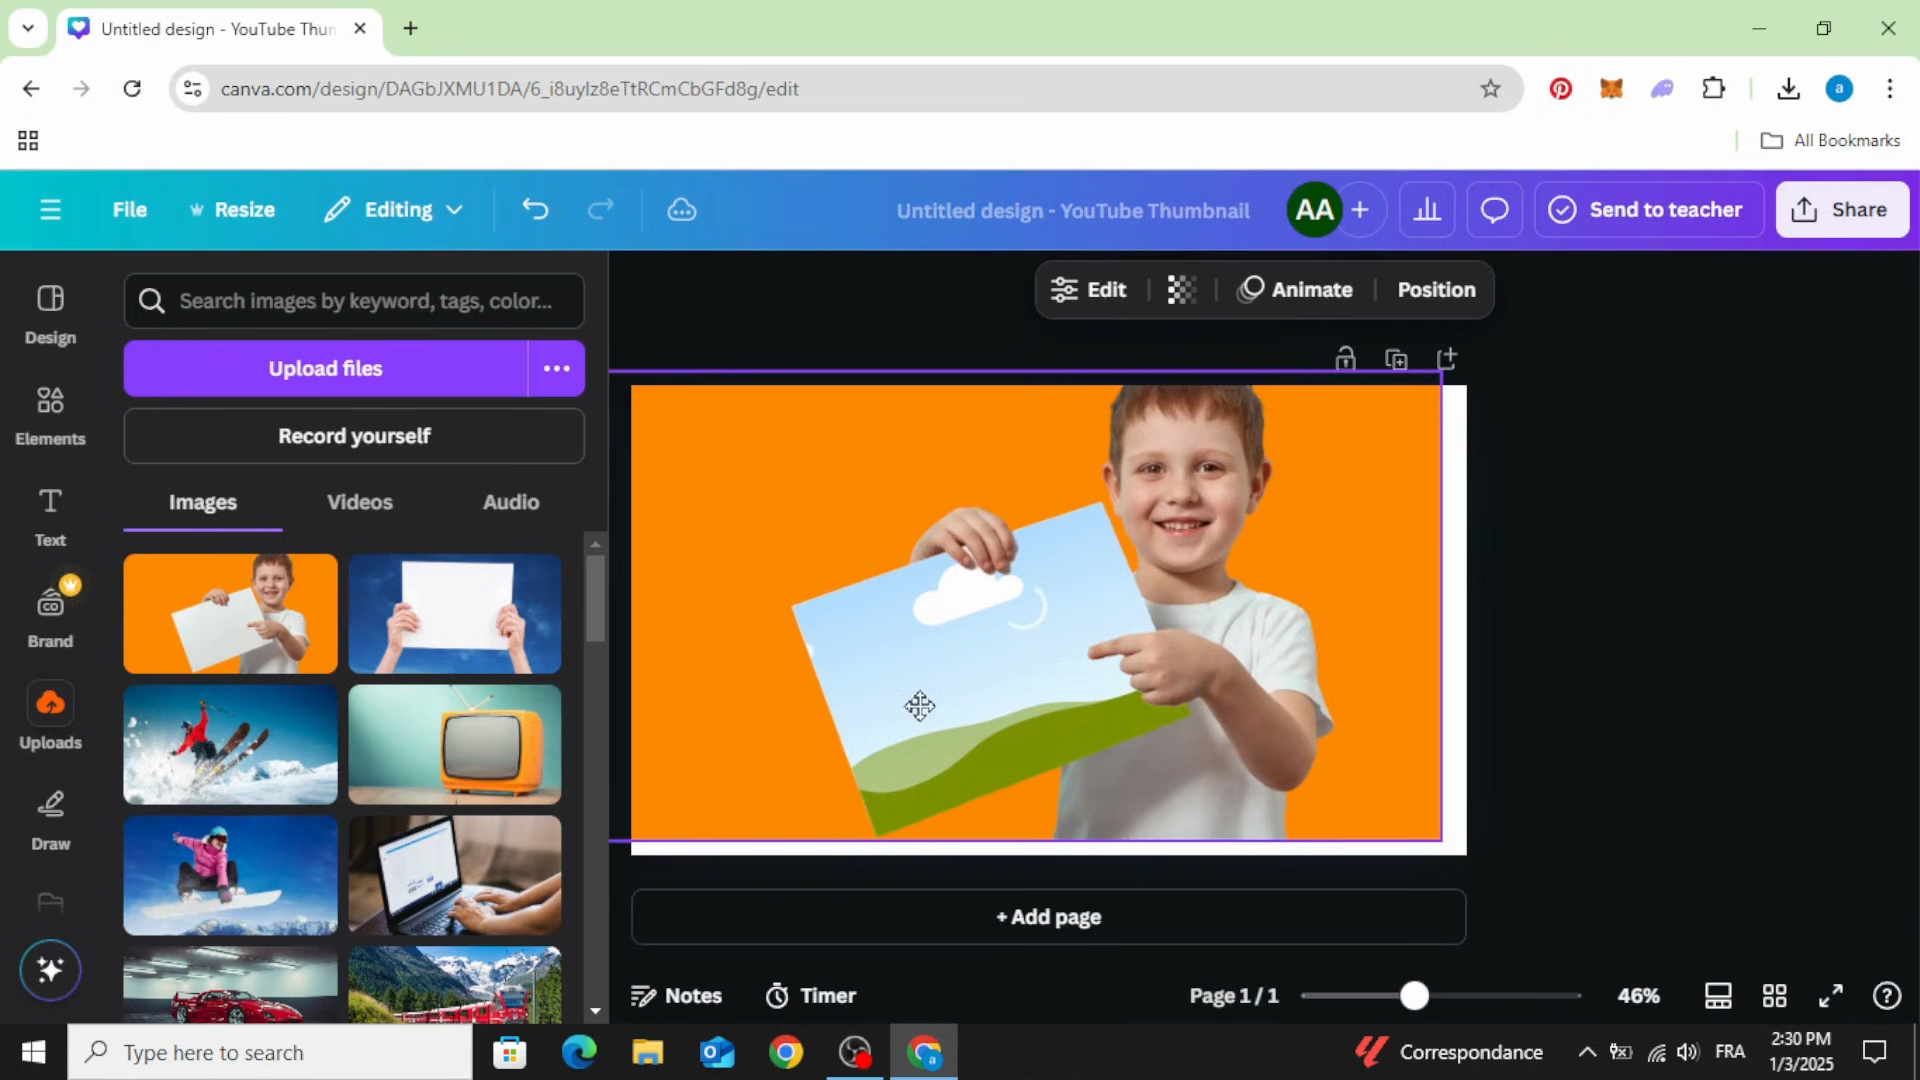 Untitled design - YouTube Thun
canva.com/design/DAGbJXMU1DA/6_i8uylz8eTtRCmCbGFd8g/edit
a
All Bookmarks
File
Resize
Editing
Untitled design - YouTube Thumbnail
AA
Send to teacher
Share
Design
Elements
Text
Brand
CO
Uploads
Draw
Search images by keyword, tags, color...
Upload files
Record yourself
Images
Videos
Audio
Edit
Animate
Position
+ Add page
Notes
Timer
Page 1 / 1
46%
Type here to search
a
Correspondance
FRA
2:30 PM
1/3/2025